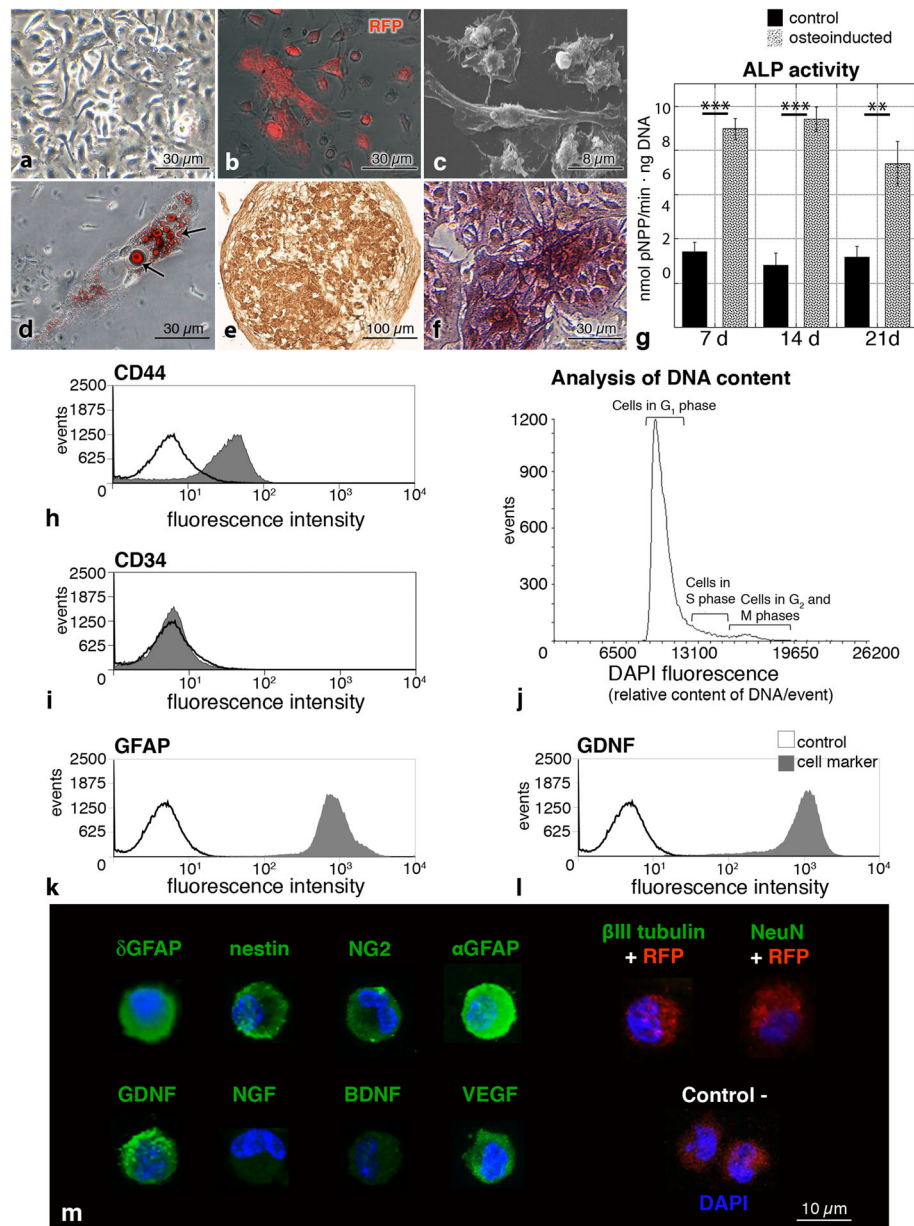 control
osteoinducted
RFP
a
30 µm
b
30 µm
c
8 µm
d
30 µm
e
100 µm
f
30 µm
ALP activity
nmol pNPP/min · ng DNA
10
8
6
4
2
0
***
***
**
7 d
14 d
21d
g
CD44
events
2500
1875
1250
625
0
10¹
10²
10³
10⁴
fluorescence intensity
h
CD34
events
2500
1875
1250
625
0
10¹
10²
10³
10⁴
fluorescence intensity
i
Analysis of DNA content
Cells in G₁ phase
events
1200
900
600
300
0
Cells in
S phase
Cells in G₂ and
M phases
0
65500
13100
19650
26200
DAPI fluorescence
(relative content of DNA/event)
j
GFAP
events
2500
1875
1250
625
0
10¹
10²
10³
10⁴
fluorescence intensity
k
GDNF
control
cell marker
events
2500
1875
1250
625
0
10¹
10²
10³
10⁴
fluorescence intensity
l
δGFAP
nestin
NG2
αGFAP
βIII tubulin
+ RFP
NeuN
+ RFP
GDNF
NGF
BDNF
VEGF
Control -
DAPI
10 µm
m